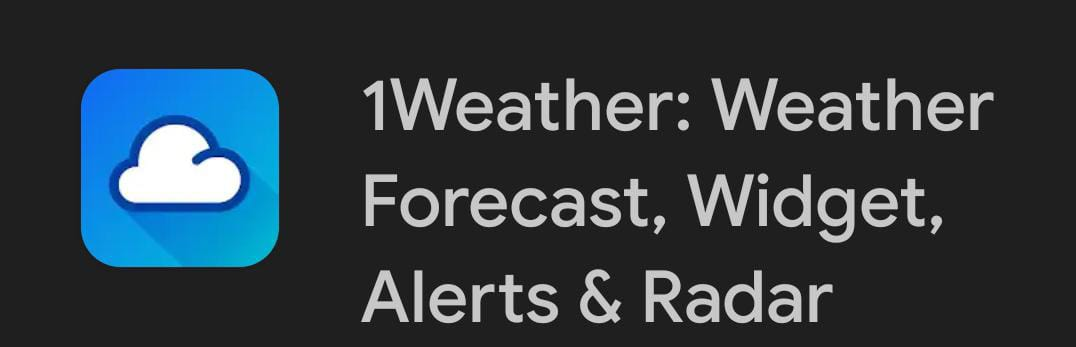 1Weather: Weather
Forecast, Widget,
Alerts & Radar